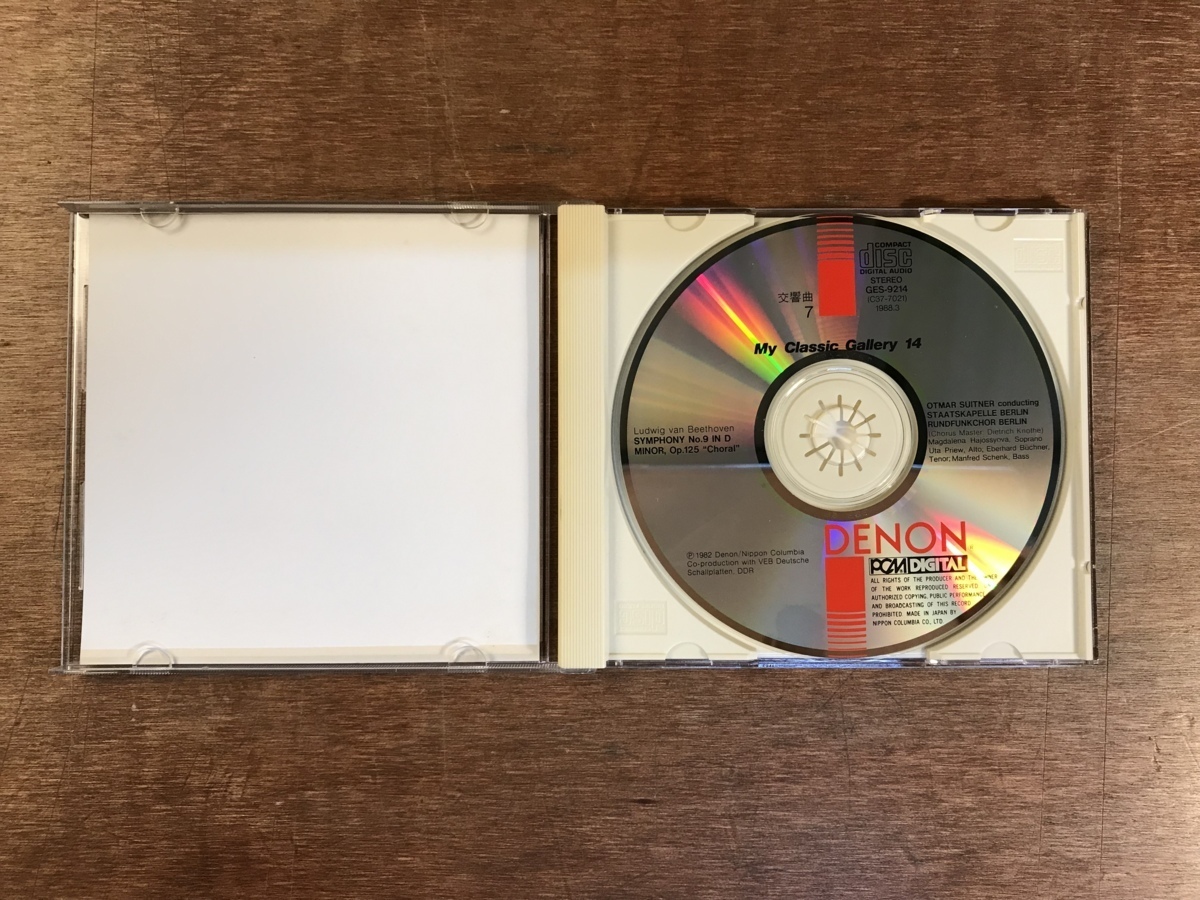 COMPACT
disc
DIGITAL AUDIO
STEREO
GES-9214
(C37-7021)
1988.3
交響曲
7
My Classic Gallery 14
Ludwig van Beethoven
SYMPHONY No.9 IN D
MINOR, Op.125 "Choral"
OTMAR SUITNER conducting
STAATSKAPELLE BERLIN
RUNDFUNKCHOR BERLIN
(Chorus Master: Dietrich Knothe)
Magdalena Hajossyova, Soprano
Uta Priew, Alto; Eberhard Büchner,
Tenor; Manfred Schenk, Bass
DENON
PCM DIGITAL
℗1982 Denon/Nippon Columbia
Co-production with VEB Deutsche
Schallplatten, DDR
ALL RIGHTS OF THE PRODUCER AND THE OWNER
OF THE WORK REPRODUCED RESERVED
AUTHORIZED COPYING, PUBLIC PERFORMANCE
AND BROADCASTING OF THIS RECORD
PROHIBITED. MADE IN JAPAN BY
NIPPON COLUMBIA CO., LTD.